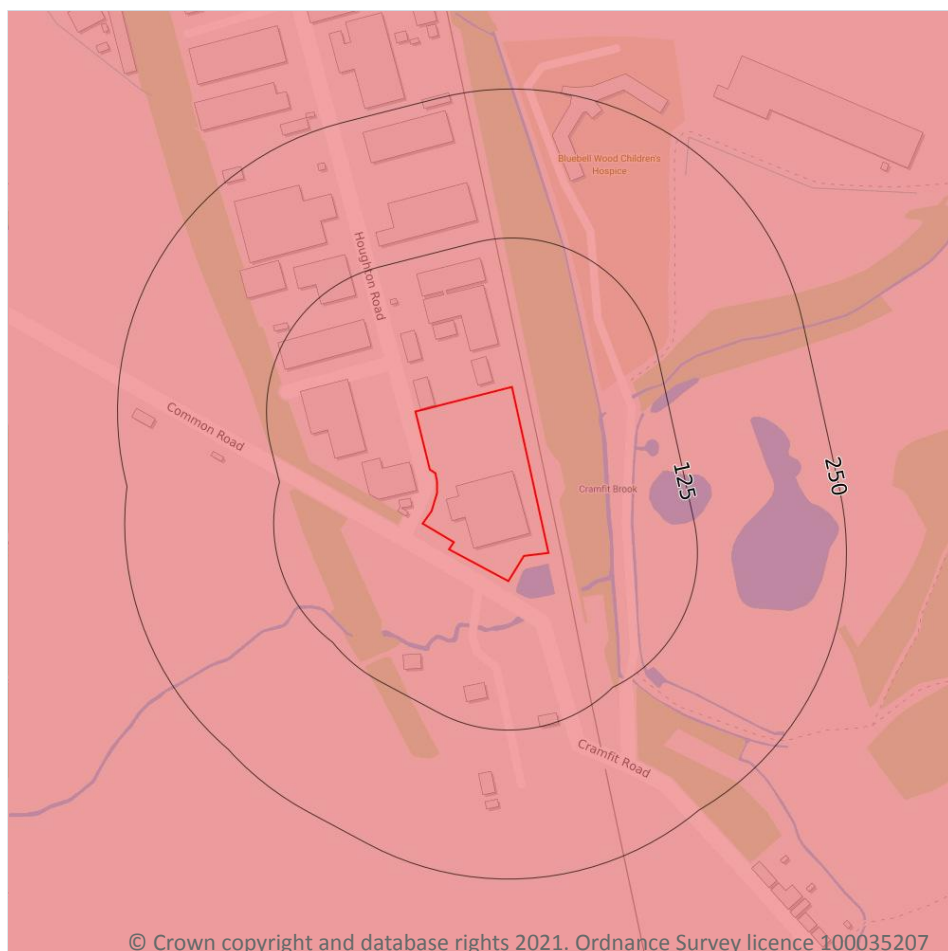 Bluebell Wood Children's
Hospice
Houghton Road
Common Road
125
250
Cramfit Brook
Cramfit Road
© Crown copyright and database rights 2021. Ordnance Survey licence 100035207